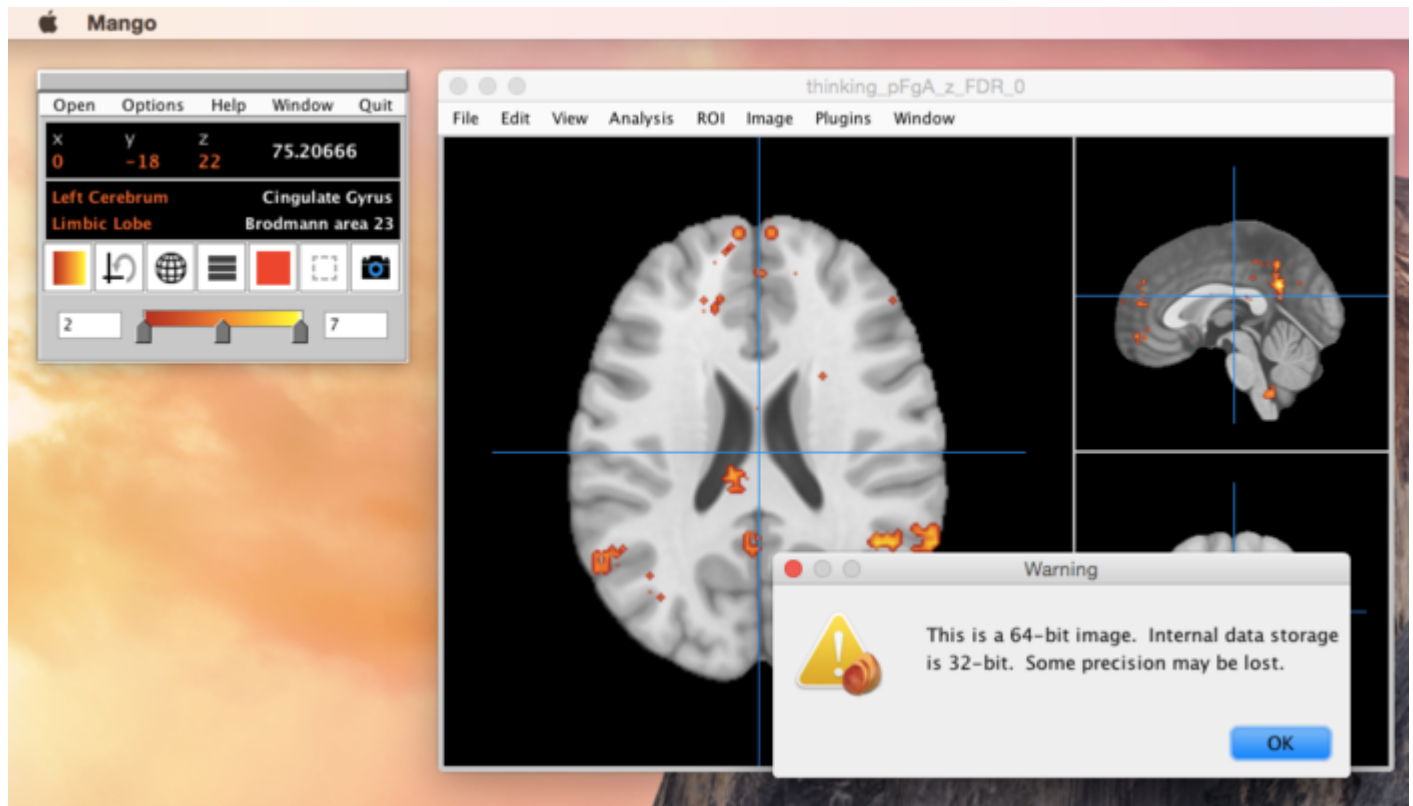 Mango
Open Options Help Window Quit
x y z 75.20666
0 -18 22
Left Cerebrum Cingulate Gyrus
Limbic Lobe Brodmann area 23
2 7
thinking_pFgA_z_FDR_0
File Edit View Analysis ROI Image Plugins Window
Warning
This is a 64-bit image. Internal data storage
is 32-bit. Some precision may be lost.
OK